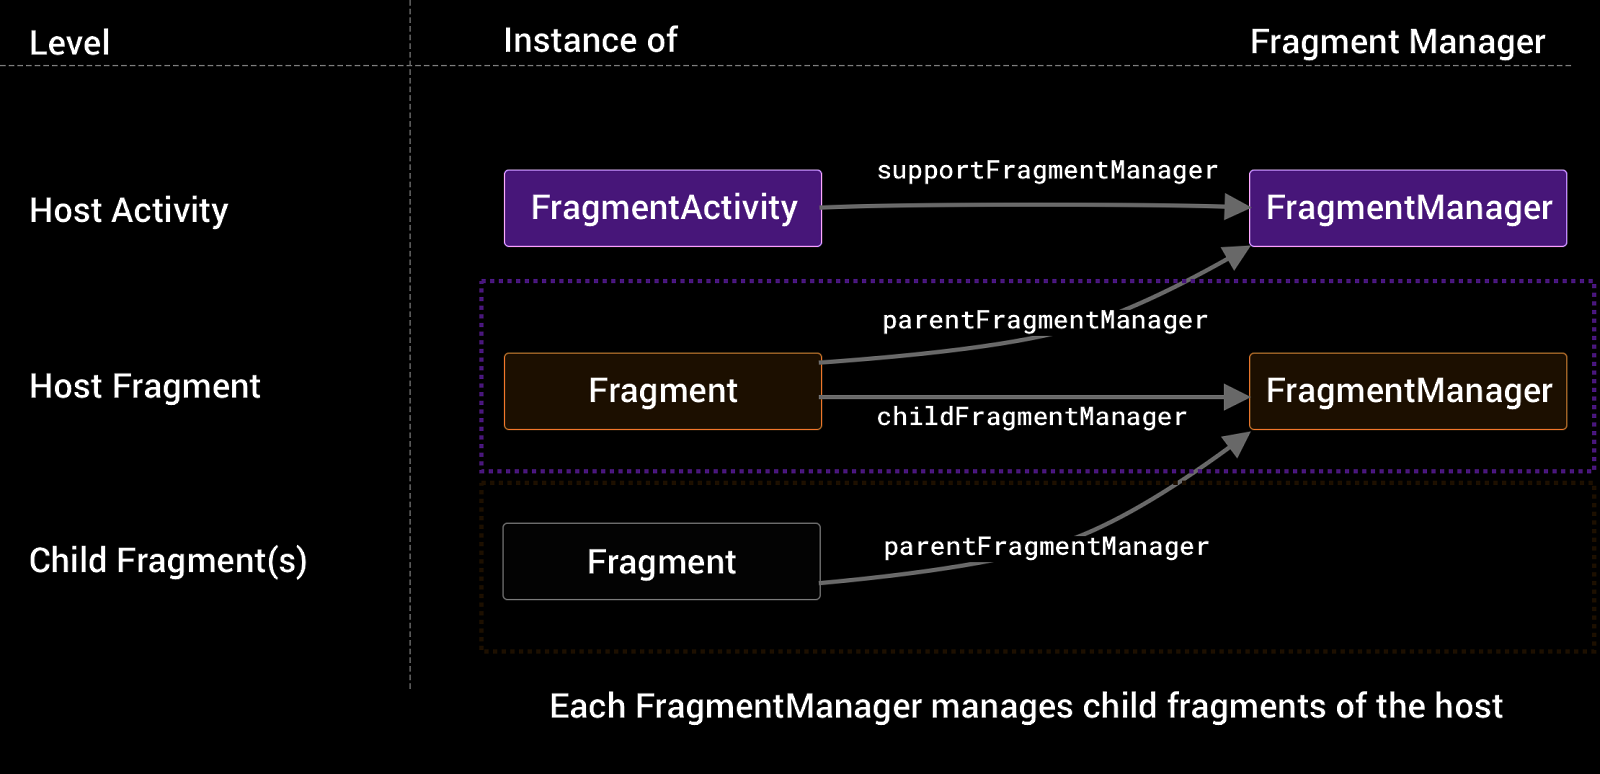 Level
Instance of
Fragment Manager
Host Activity
FragmentActivity
supportFragmentManager
FragmentManager
Host Fragment
Fragment
parentFragmentManager
childFragmentManager
FragmentManager
Child Fragment(s)
Fragment
parentFragmentManager
Each FragmentManager manages child fragments of the host